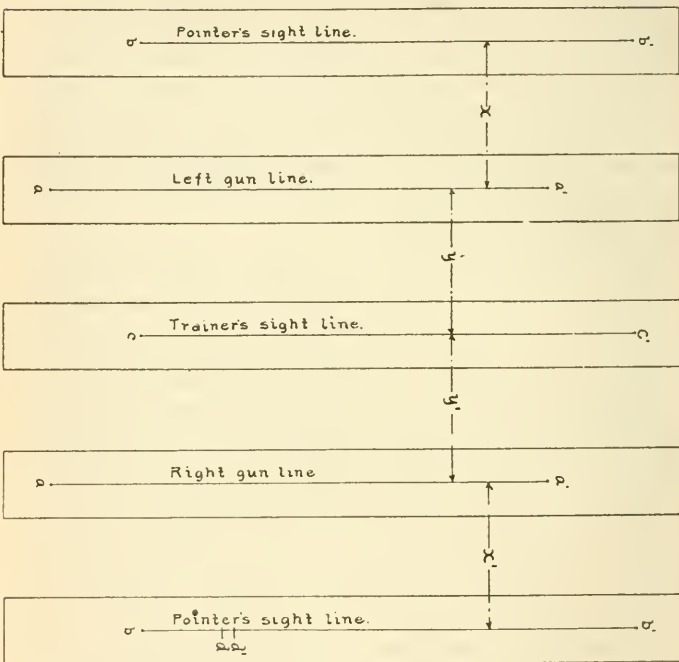 b Pointer's sight line. b'
x
a Left gun line. a'
y
c Trainer's sight line. c'
y'
a Right gun line a'
x'
b Pointer's sight line. b'
a a'